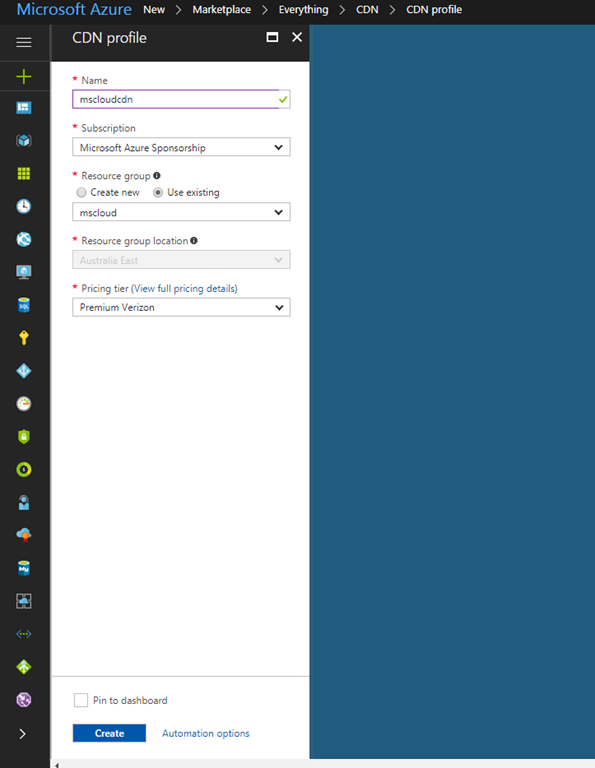 Microsoft Azure New > Marketplace > Everything > CDN > CDN profile
CDN profile
* Name
mscloudcdn
* Subscription
Microsoft Azure Sponsorship
* Resource group
Create new Use existing
mscloud
* Resource group location
Australia East
* Pricing tier (View full pricing details)
Premium Verizon
Pin to dashboard
Create Automation options